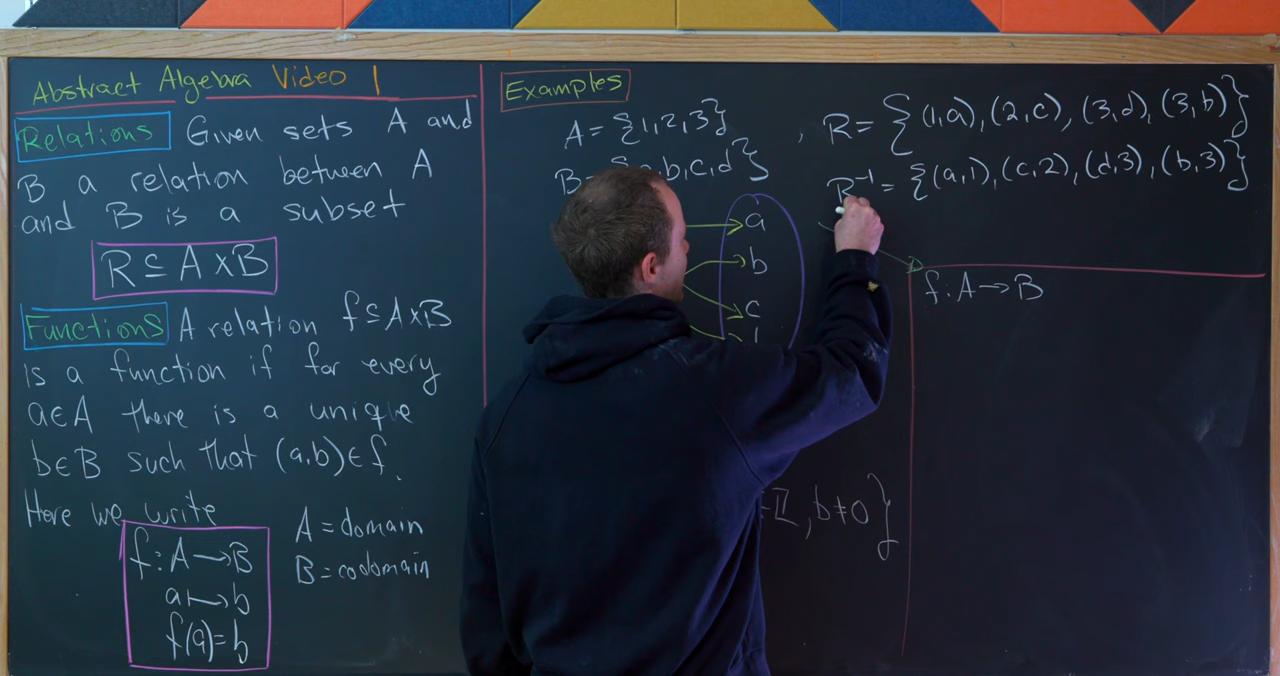 Abstract Algebra Video 1
Relations Given sets A and
B a relation between A
and B is a subset
R ⊆ A × B
Functions A relation f ⊆ A×B
is a function if for every
a∈A there is a unique
b∈B such that (a,b)∈f.
Here we write
f: A → B
a ↦ b
f(a)=b
A = domain
B = codomain
Examples
A = {1,2,3}
B = b,c,d}
, R = {(1,a),(2,c),(3,d),(3,b)}
R⁻¹ = {(a,1),(c,2),(d,3),(b,3)}
a
b
c
f: A → B
ℤ, b≠0}